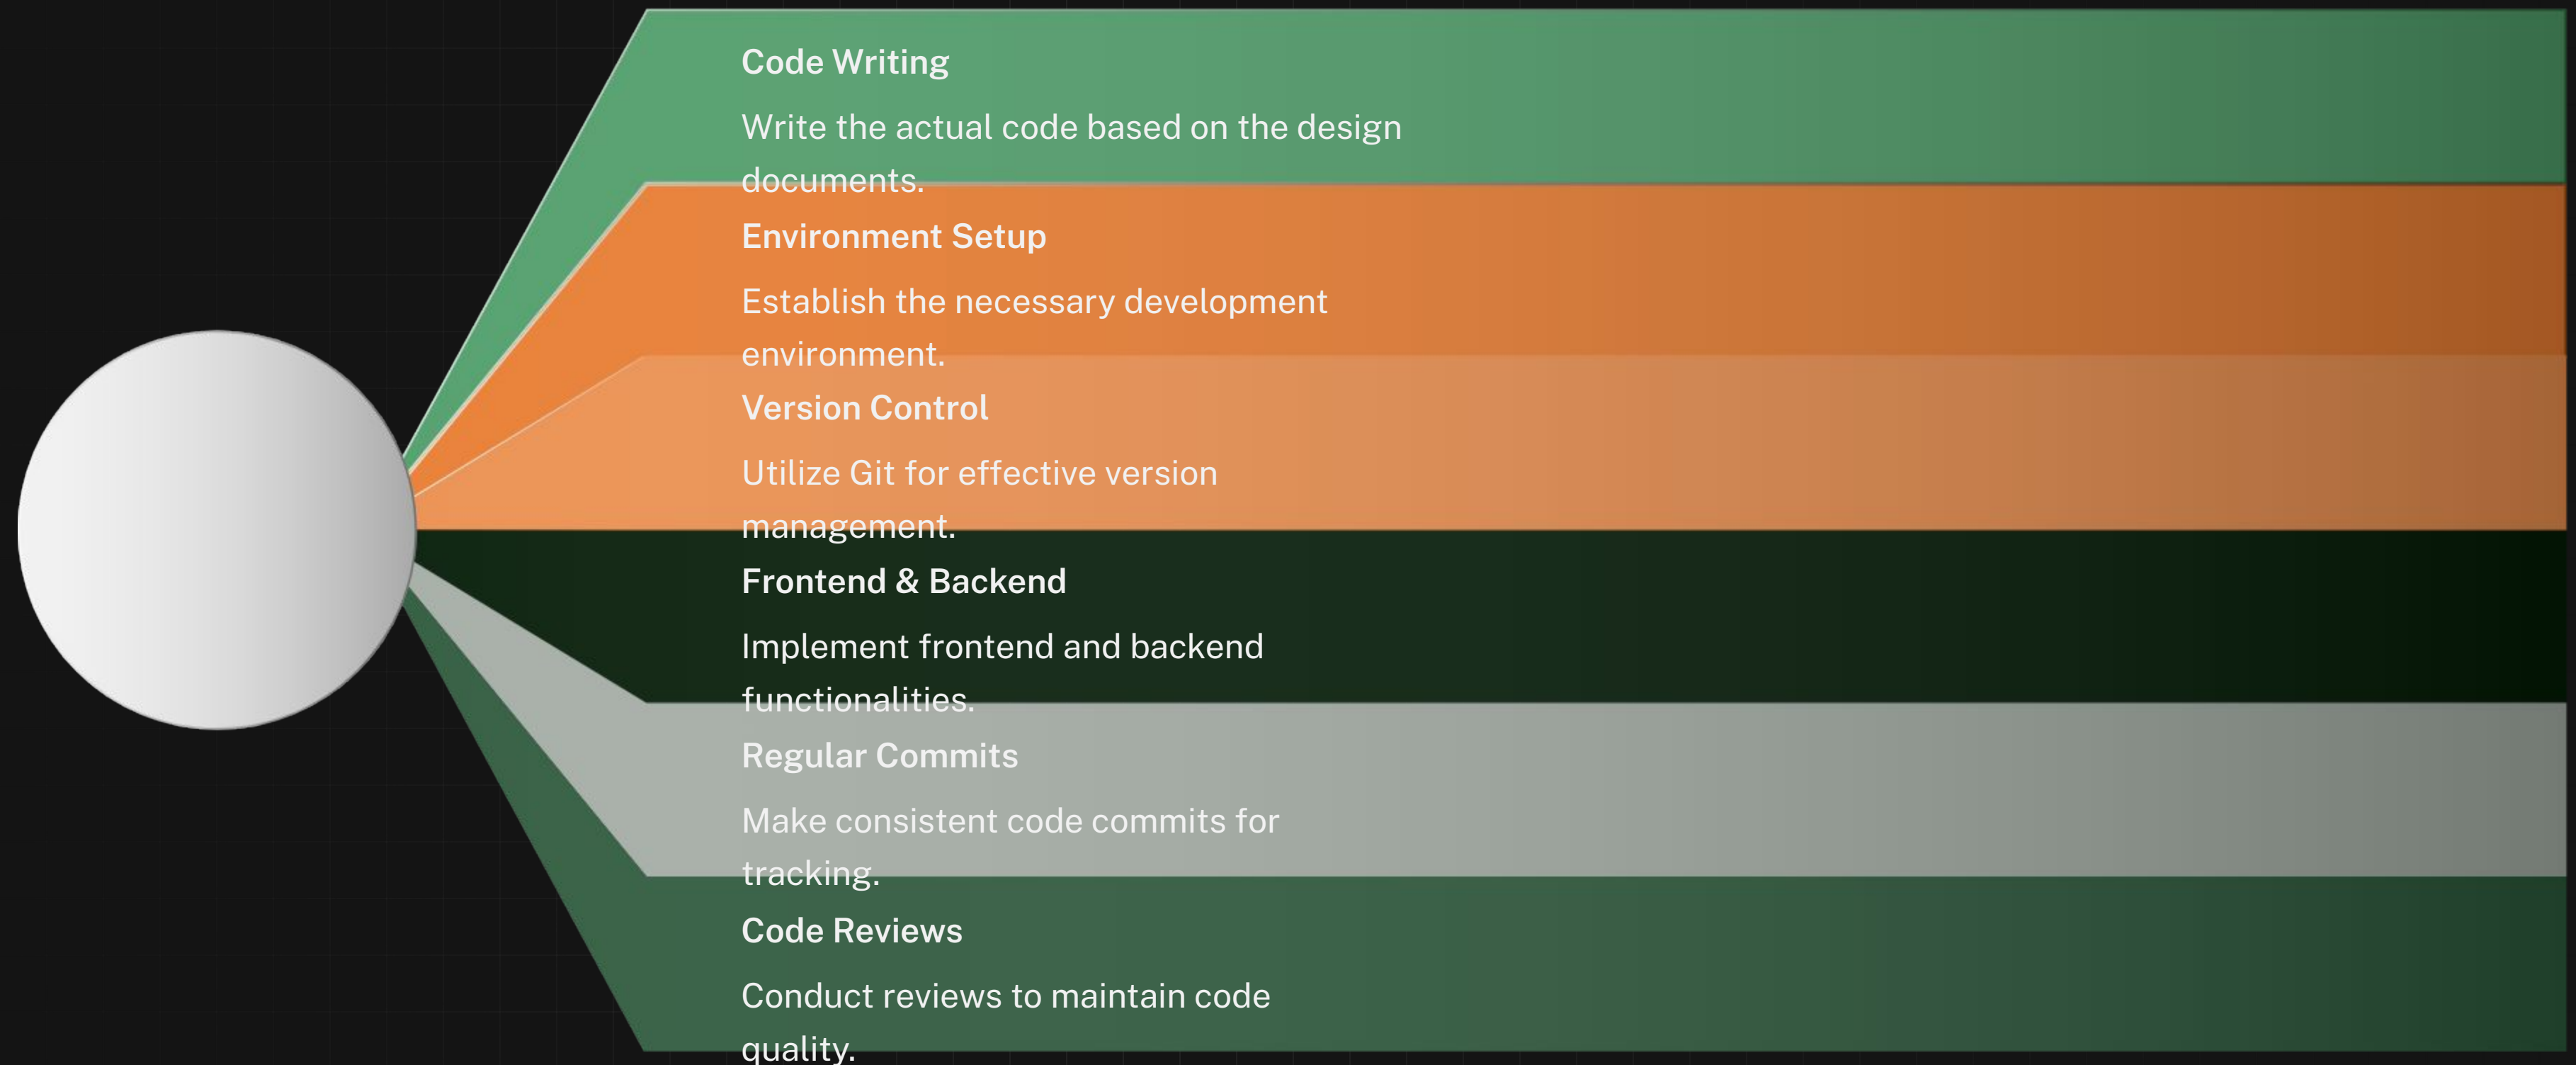 Code Writing
Write the actual code based on the design
documents.
Environment Setup
Establish the necessary development
environment.
Version Control
Utilize Git for effective version
management.
Frontend & Backend
Implement frontend and backend
functionalities.
Regular Commits
Make consistent code commits for
tracking.
Code Reviews
Conduct reviews to maintain code
quality.